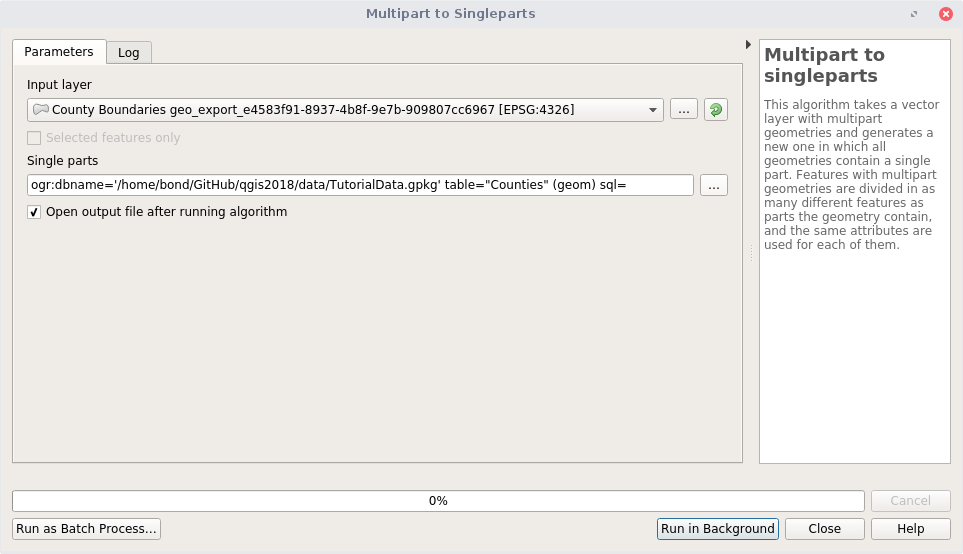 Multipart to Singleparts
Parameters
Log
Input layer
County Boundaries geo_export_e4583f91-8937-4b8f-9e7b-909807cc6967 [EPSG:4326]
...
Selected features only
Single parts
ogr:dbname='/home/bond/GitHub/qgis2018/data/TutorialData.gpkg' table="Counties" (geom) sql=
...
Open output file after running algorithm
Multipart to
singleparts
This algorithm takes a vector
layer with multipart
geometries and generates a
new one in which all
geometries contain a single
part. Features with multipart
geometries are divided in as
many different features as
parts the geometry contain,
and the same attributes are
used for each of them.
0%
Cancel
Run as Batch Process...
Run in Background
Close
Help